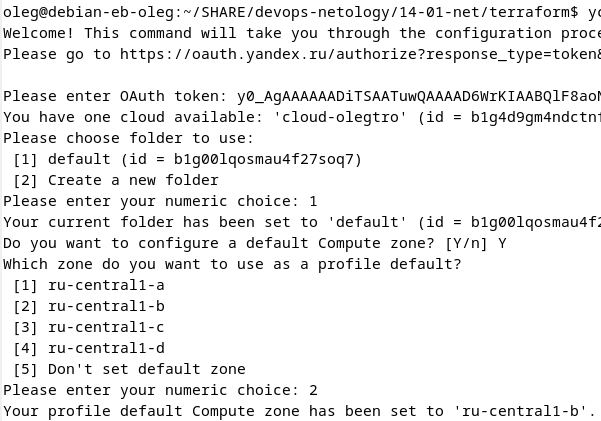 oleg@debian-eb-oleg:~/SHARE/devops-netology/14-01-net/terraform$ yc
Welcome! This command will take you through the configuration proce
Please go to https://oauth.yandex.ru/authorize?response_type=token&
Please enter OAuth token: y0_AgAAAAAADiTSAATuwQAAAAD6WrKIAABQlF8aoN
You have one cloud available: 'cloud-olegtro' (id = b1g4d9gm4ndctnf
Please choose folder to use:
[1] default (id = b1g00lqosmau4f27soq7)
[2] Create a new folder
Please enter your numeric choice: 1
Your current folder has been set to 'default' (id = b1g00lqosmau4f2
Do you want to configure a default Compute zone? [Y/n] Y
Which zone do you want to use as a profile default?
[1] ru-central1-a
[2] ru-central1-b
[3] ru-central1-c
[4] ru-central1-d
[5] Don't set default zone
Please enter your numeric choice: 2
Your profile default Compute zone has been set to 'ru-central1-b'.